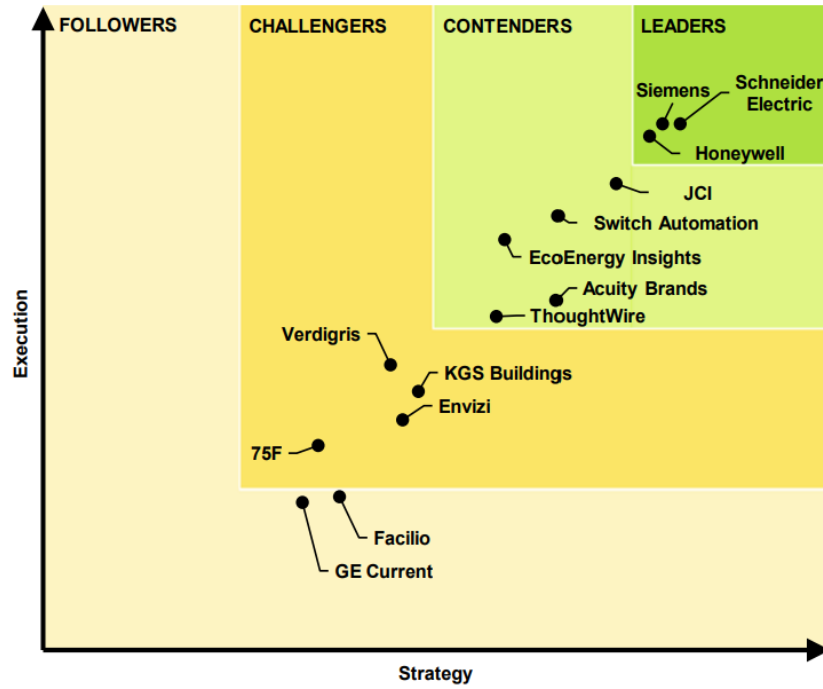 FOLLOWERS
CHALLENGERS
CONTENDERS
LEADERS
Siemens
Schneider
Electric
Honeywell
JCI
Switch Automation
EcoEnergy Insights
Acuity Brands
ThoughtWire
Verdigris
KGS Buildings
Envizi
75F
Facilio
GE Current
Execution
Strategy